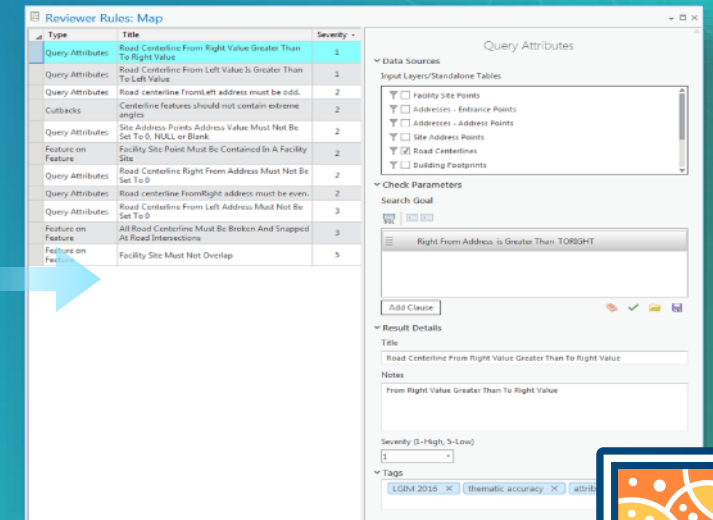 Reviewer Rules: Map
Type Title Severity
Query Attributes Road Centerline From Right Value Greater Than To Right Value 1
Query Attributes Road Centerline From Left Value Is Greater Than To Left Value 1
Query Attributes Road centerline FromLeft address must be odd. 2
Cutbacks Centerline features should not contain extreme angles 2
Query Attributes Site Address Points Address Value Must Not Be Set To 0, NULL or Blank 2
Feature on Feature Facility Site Point Must Be Contained In A Facility Site 2
Query Attributes Road Centerline Right From Address Must Not Be Set To 0 2
Query Attributes Road centerline FromRight address must be even. 2
Query Attributes Road Centerline From Left Address Must Not Be Set To 0 3
Feature on Feature All Road Centerline Must Be Broken And Snapped At Road Intersections 3
Feature on Feature Facility Site Must Not Overlap 5
Query Attributes
Data Sources
Input Layers/Standalone Tables
Facility Site Points
Addresses - Entrance Points
Addresses - Address Points
Site Address Points
Road Centerlines
Building Footprints
Check Parameters
Search Goal
SQL
Right From Address is Greater Than TORIGHT
Add Clause
Result Details
Title
Road Centerline From Right Value Greater Than To Right Value
Notes
From Right Value Greater Than To Right Value
Severity (1-High, 5-Low)
1
Tags
LGIM 2016 × thematic accuracy × attrib